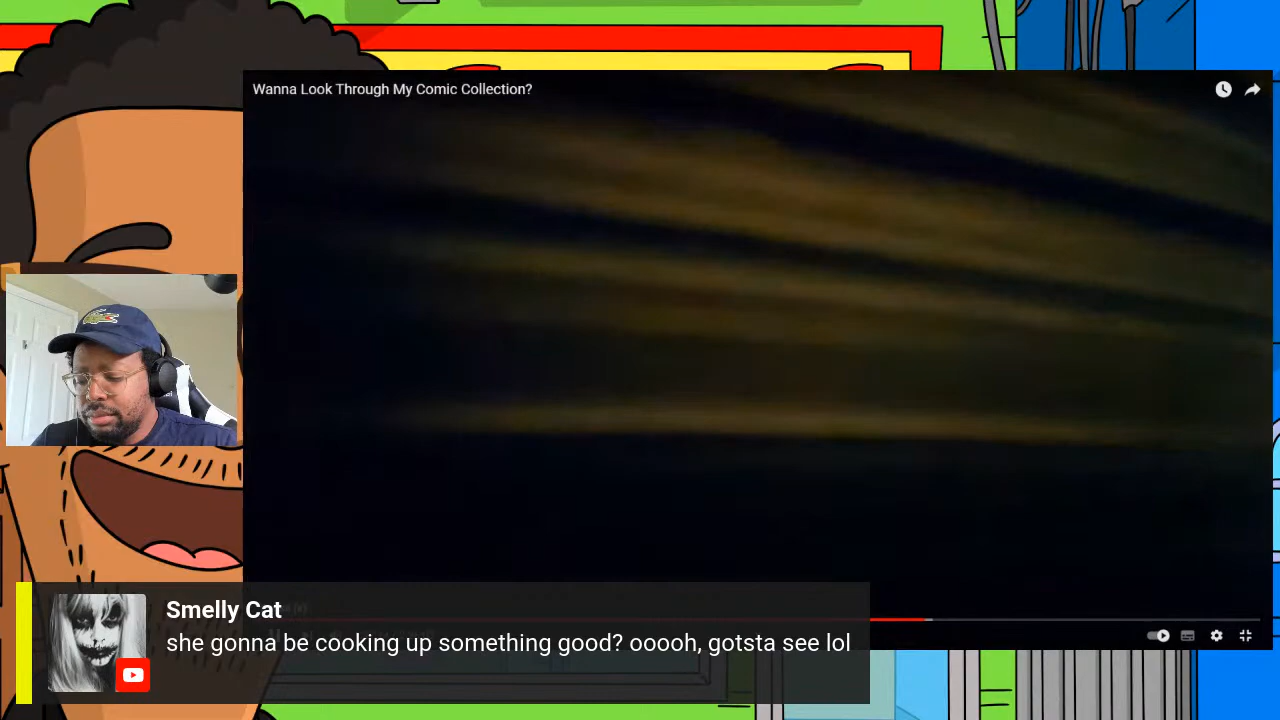 Wanna Look Through My Comic Collection?
Smelly Cat
she gonna be cooking up something good? ooooh, gotsta see lol